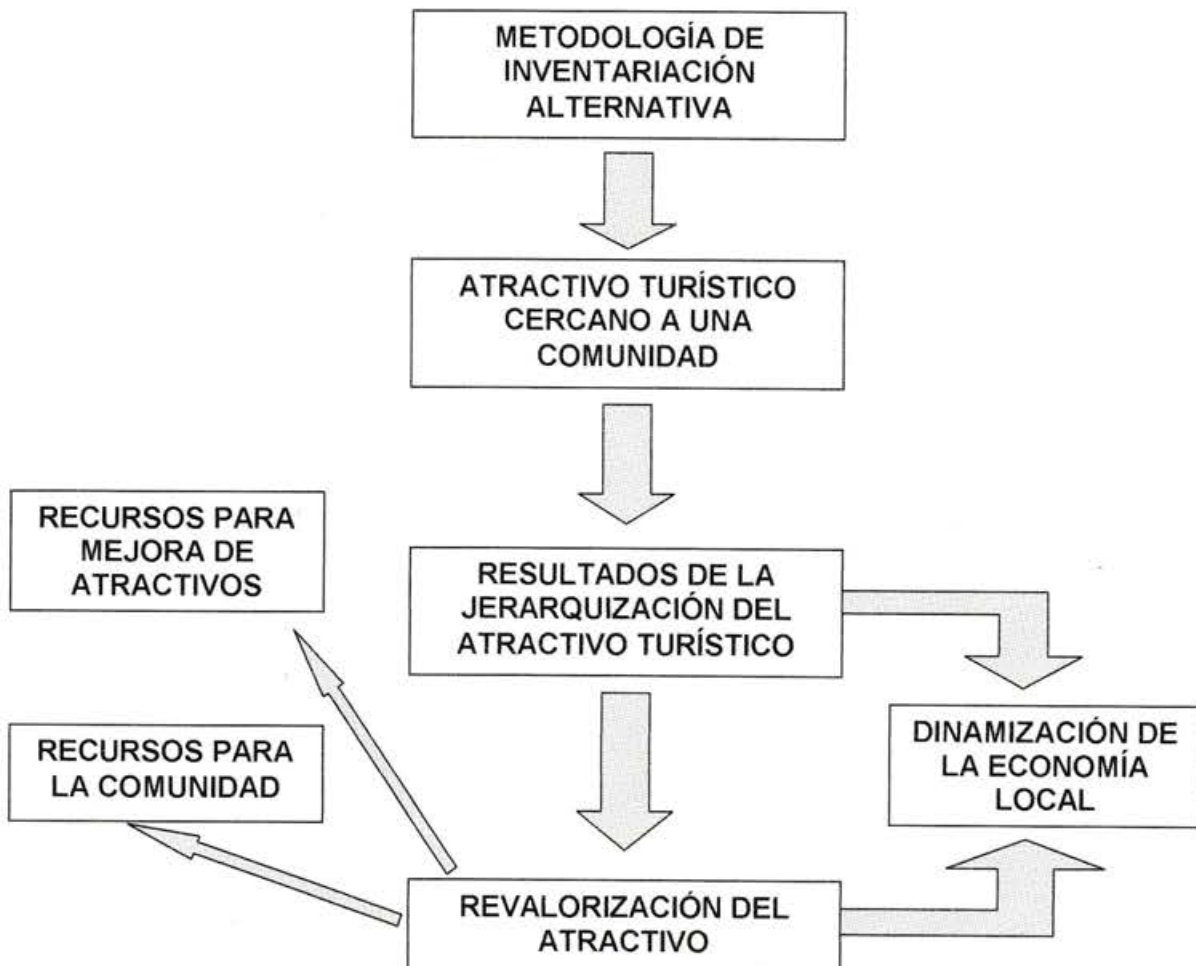 METODOLOGÍA DE
INVENTARIACIÓN
ALTERNATIVA
ATRACTIVO TURÍSTICO
CERCANO A UNA
COMUNIDAD
RECURSOS PARA
MEJORA DE
ATRACTIVOS
RESULTADOS DE LA
JERARQUIZACIÓN DEL
ATRACTIVO TURÍSTICO
RECURSOS PARA
LA COMUNIDAD
DINAMIZACIÓN DE
LA ECONOMÍA
LOCAL
REVALORIZACIÓN DEL
ATRACTIVO